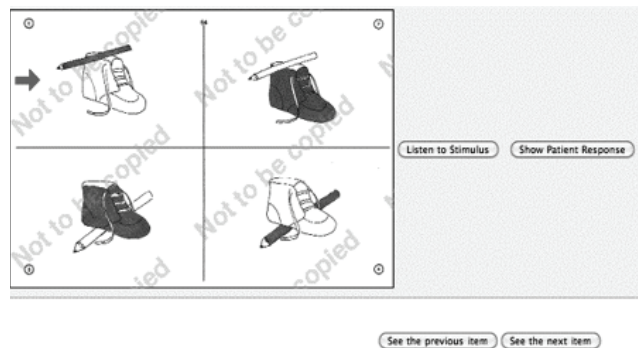 Not to be copied
Not to be copied
Listen to Stimulus
Show Patient Response
Not to be copied
Not to be copied
See the previous item
See the next item